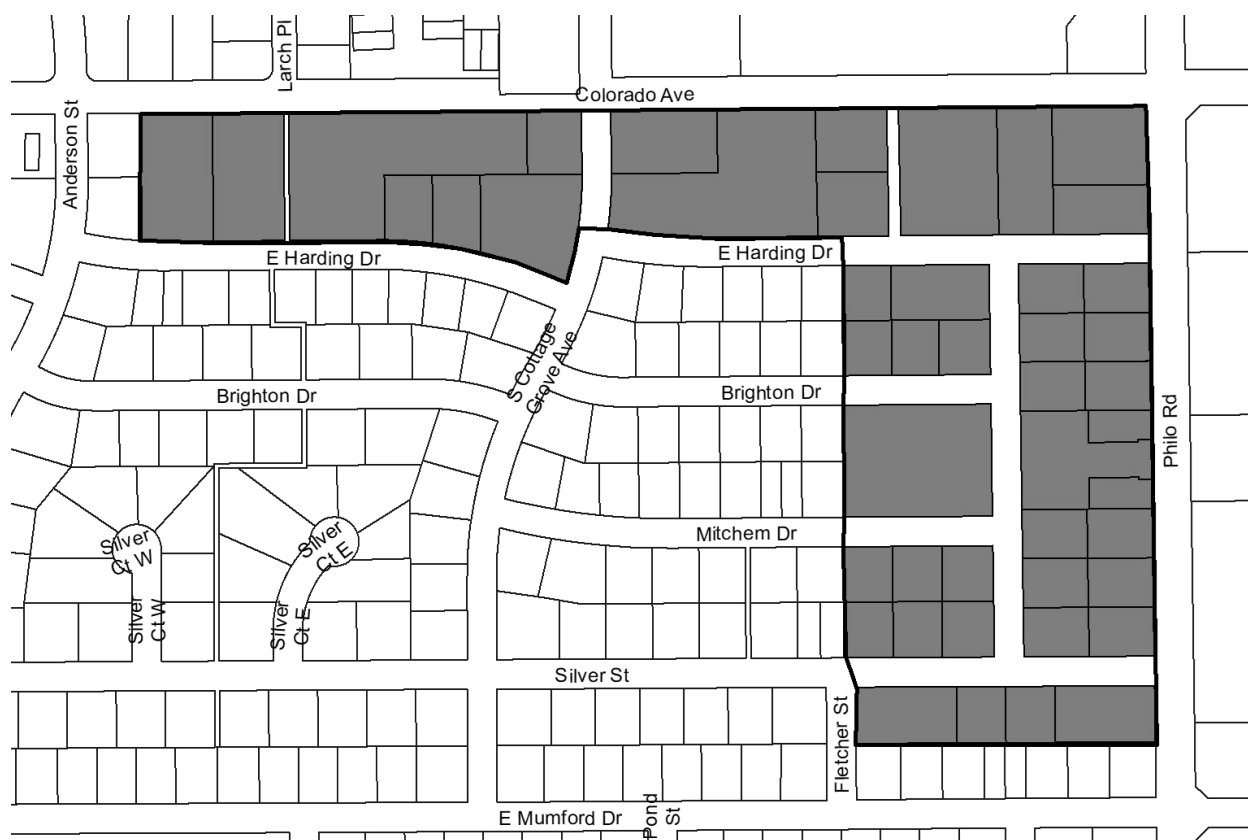 Larch Pl
Colorado Ave
Anderson St
E Harding Dr
E Harding Dr
S Cottage
Grove Ave
Brighton Dr
Brighton Dr
Philo Rd
Silver
Ct W
Silver
Ct E
Mitchem Dr
Silver
Ct W
Silver
Ct E
Silver St
Fletcher St
E Mumford Dr
Pond
St